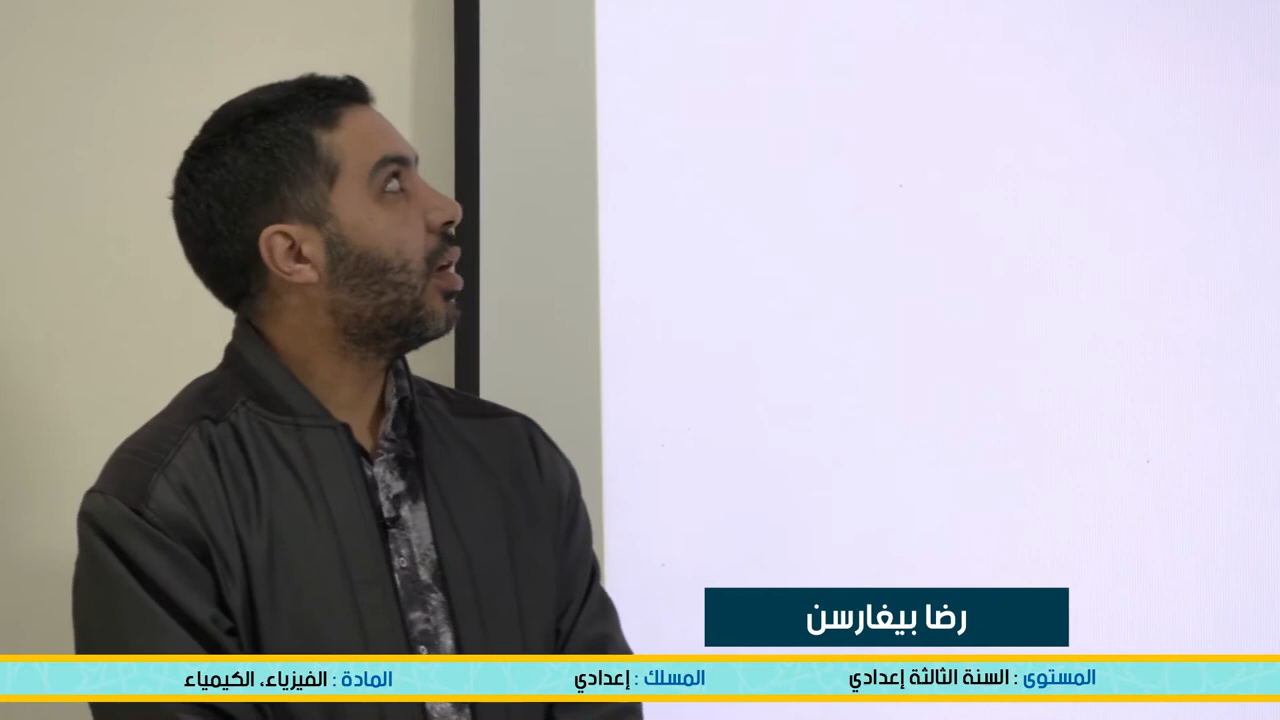 رضا بيغارسن
المستوى : السنة الثالثة إعدادي المسلك : إعدادي المادة : الفيزياء، الكيمياء